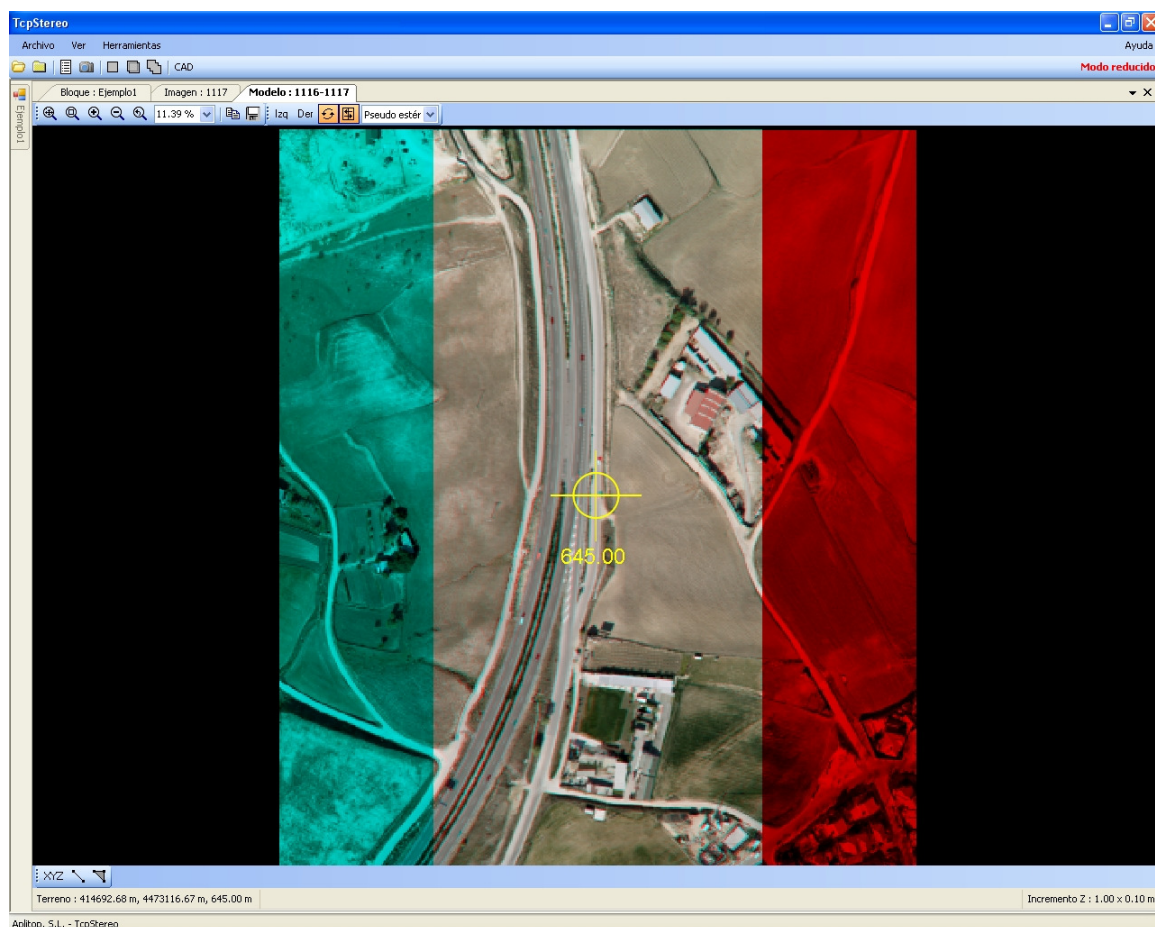 TcpStereo
Archivo Ver Herramientas Ayuda
CAD Modo reducido
Bloque : Ejemplo1 Imagen : 1117 Modelo : 1116-1117
Ejemplo1
11.39 % Izq Der Pseudo estér
645.00
XYZ
Terreno : 414692.68 m, 4473116.67 m, 645.00 m Incremento Z : 1.00 x 0.10 m
Aplitop, S.L. - TcpStereo